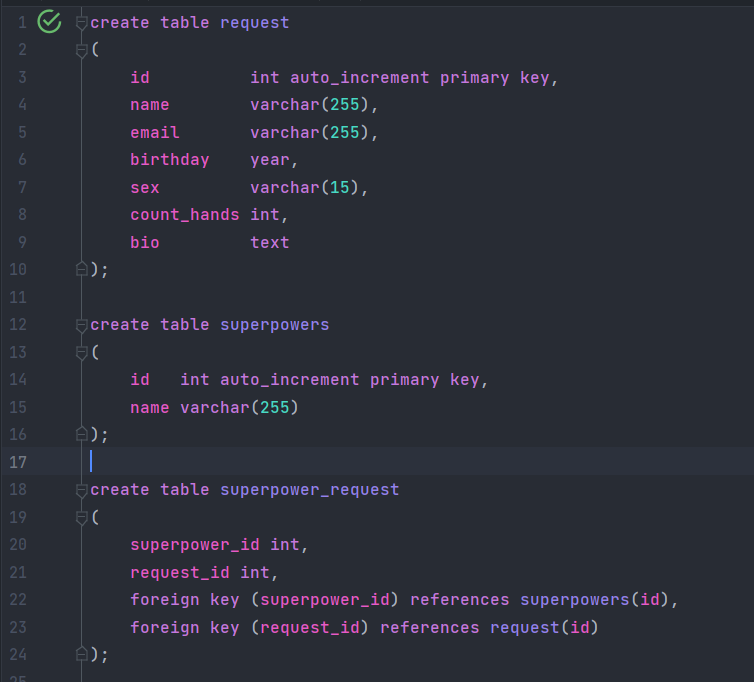 1 create table request
2 (
3 id int auto_increment primary key,
4 name varchar(255),
5 email varchar(255),
6 birthday year,
7 sex varchar(15),
8 count_hands int,
9 bio text
10 );
11
12 create table superpowers
13 (
14 id int auto_increment primary key,
15 name varchar(255)
16 );
17
18 create table superpower_request
19 (
20 superpower_id int,
21 request_id int,
22 foreign key (superpower_id) references superpowers(id),
23 foreign key (request_id) references request(id)
24 );
25